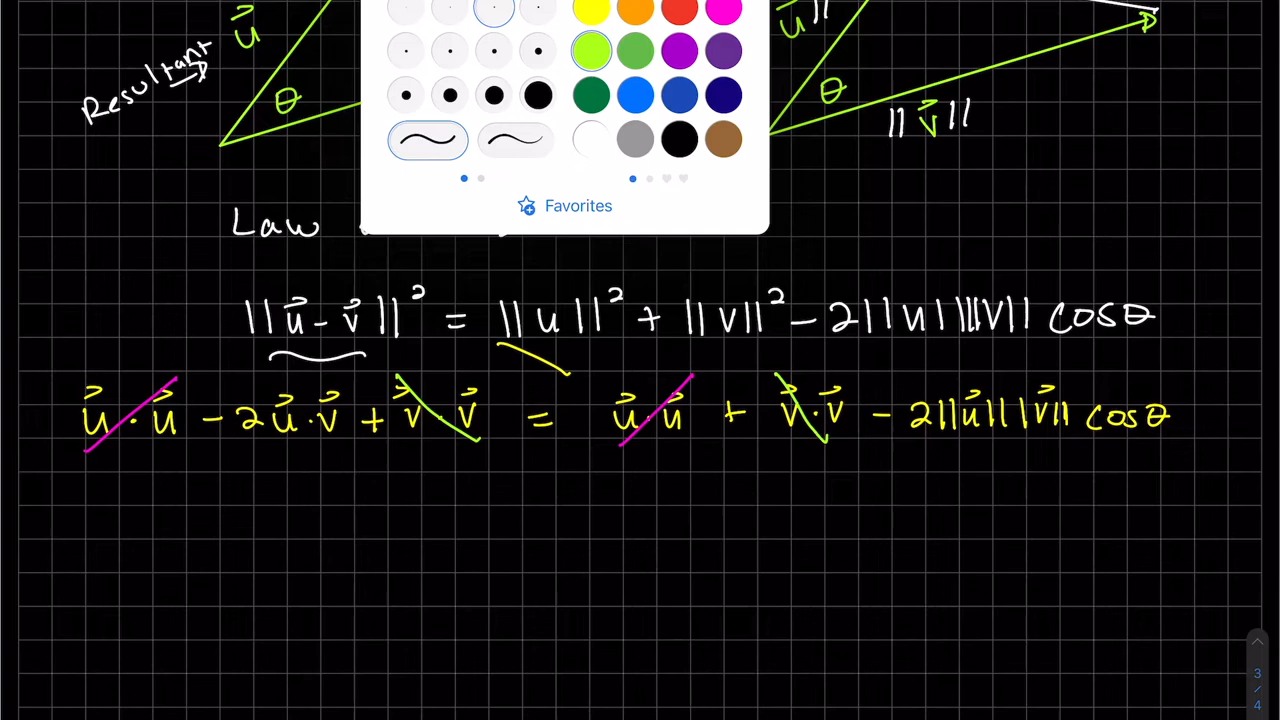 u⃗
Resultant
θ
u⃗ ||
θ
|| v⃗ ||
Favorites
Law
||u⃗ - v⃗||² = ||u||² + ||v||² - 2||u||||v|| cosθ
u⃗ · u⃗ - 2u⃗·v⃗ + v⃗ · v⃗ = u⃗·u⃗ + v⃗·v⃗ - 2||u⃗|| ||v⃗|| cosθ
3
/
4